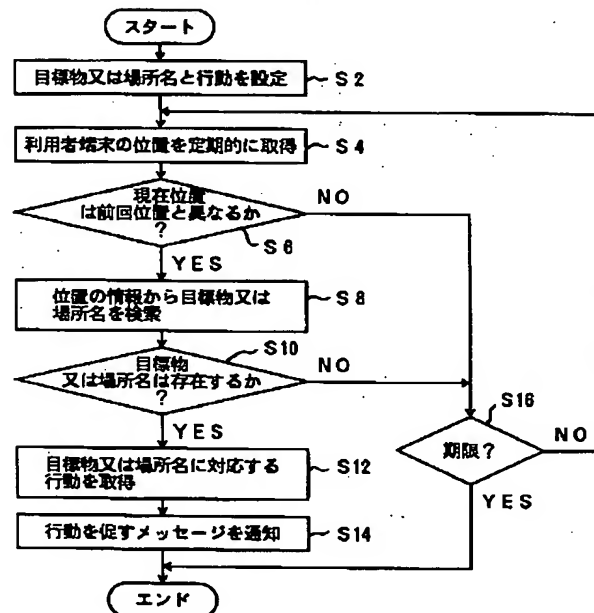 スタート
目標物又は場所名と行動を設定
S2
利用者端末の位置を定期的に取得
S4
現在位置
は前回位置と異なるか
?
S6
NO
YES
位置の情報から目標物又は
場所名を検索
S8
目標物
又は場所名は存在するか
?
S10
NO
YES
期限?
S16
NO
YES
目標物又は場所名に対応する
行動を取得
S12
行動を促すメッセージを通知
S14
エンド